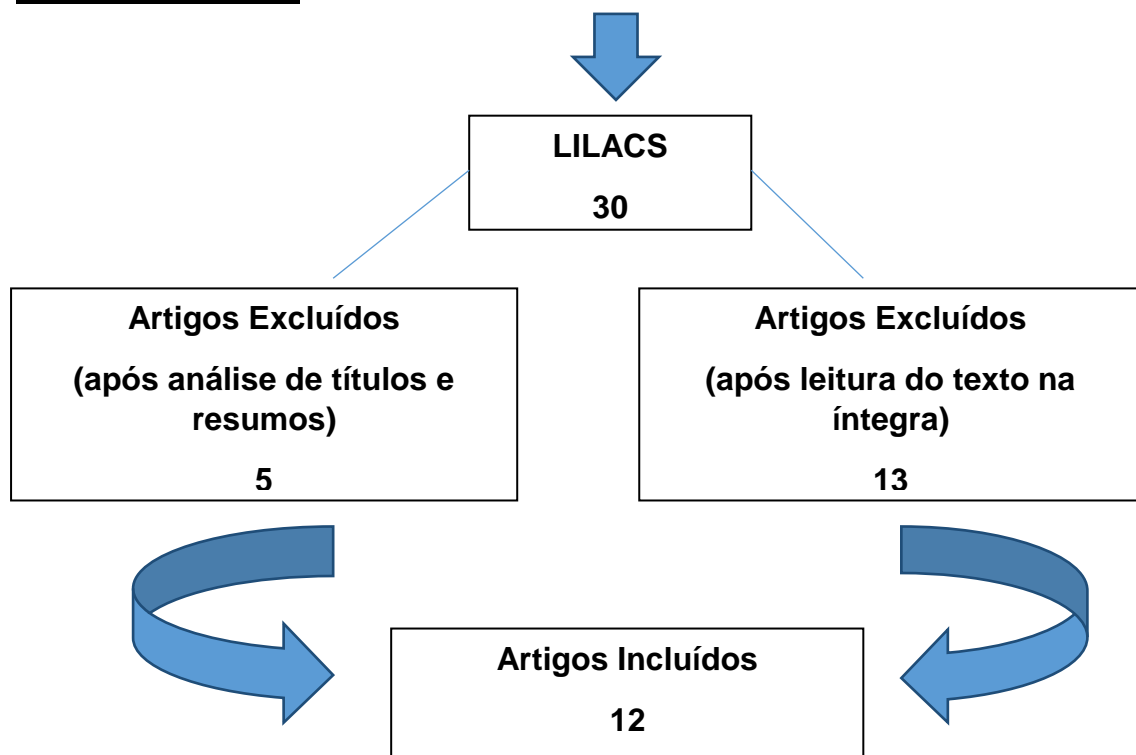 LILACS
30
Artigos Excluídos
(após análise de títulos e
resumos)
5
Artigos Excluídos
(após leitura do texto na
íntegra)
13
Artigos Incluídos
12